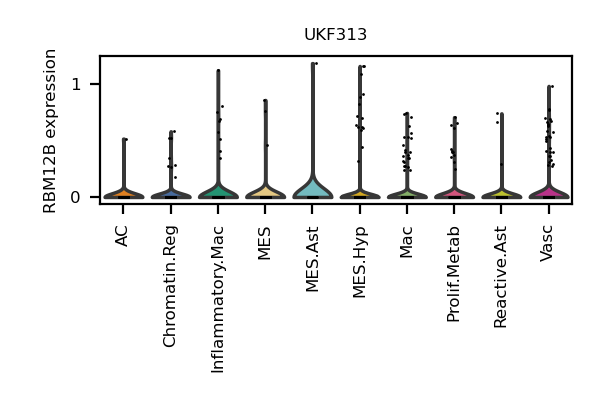 UKF313
RBM12B expression
1
0
AC
Chromatin.Reg
Inflammatory.Mac
MES
MES.Ast
MES.Hyp
Mac
Prolif.Metab
Reactive.Ast
Vasc